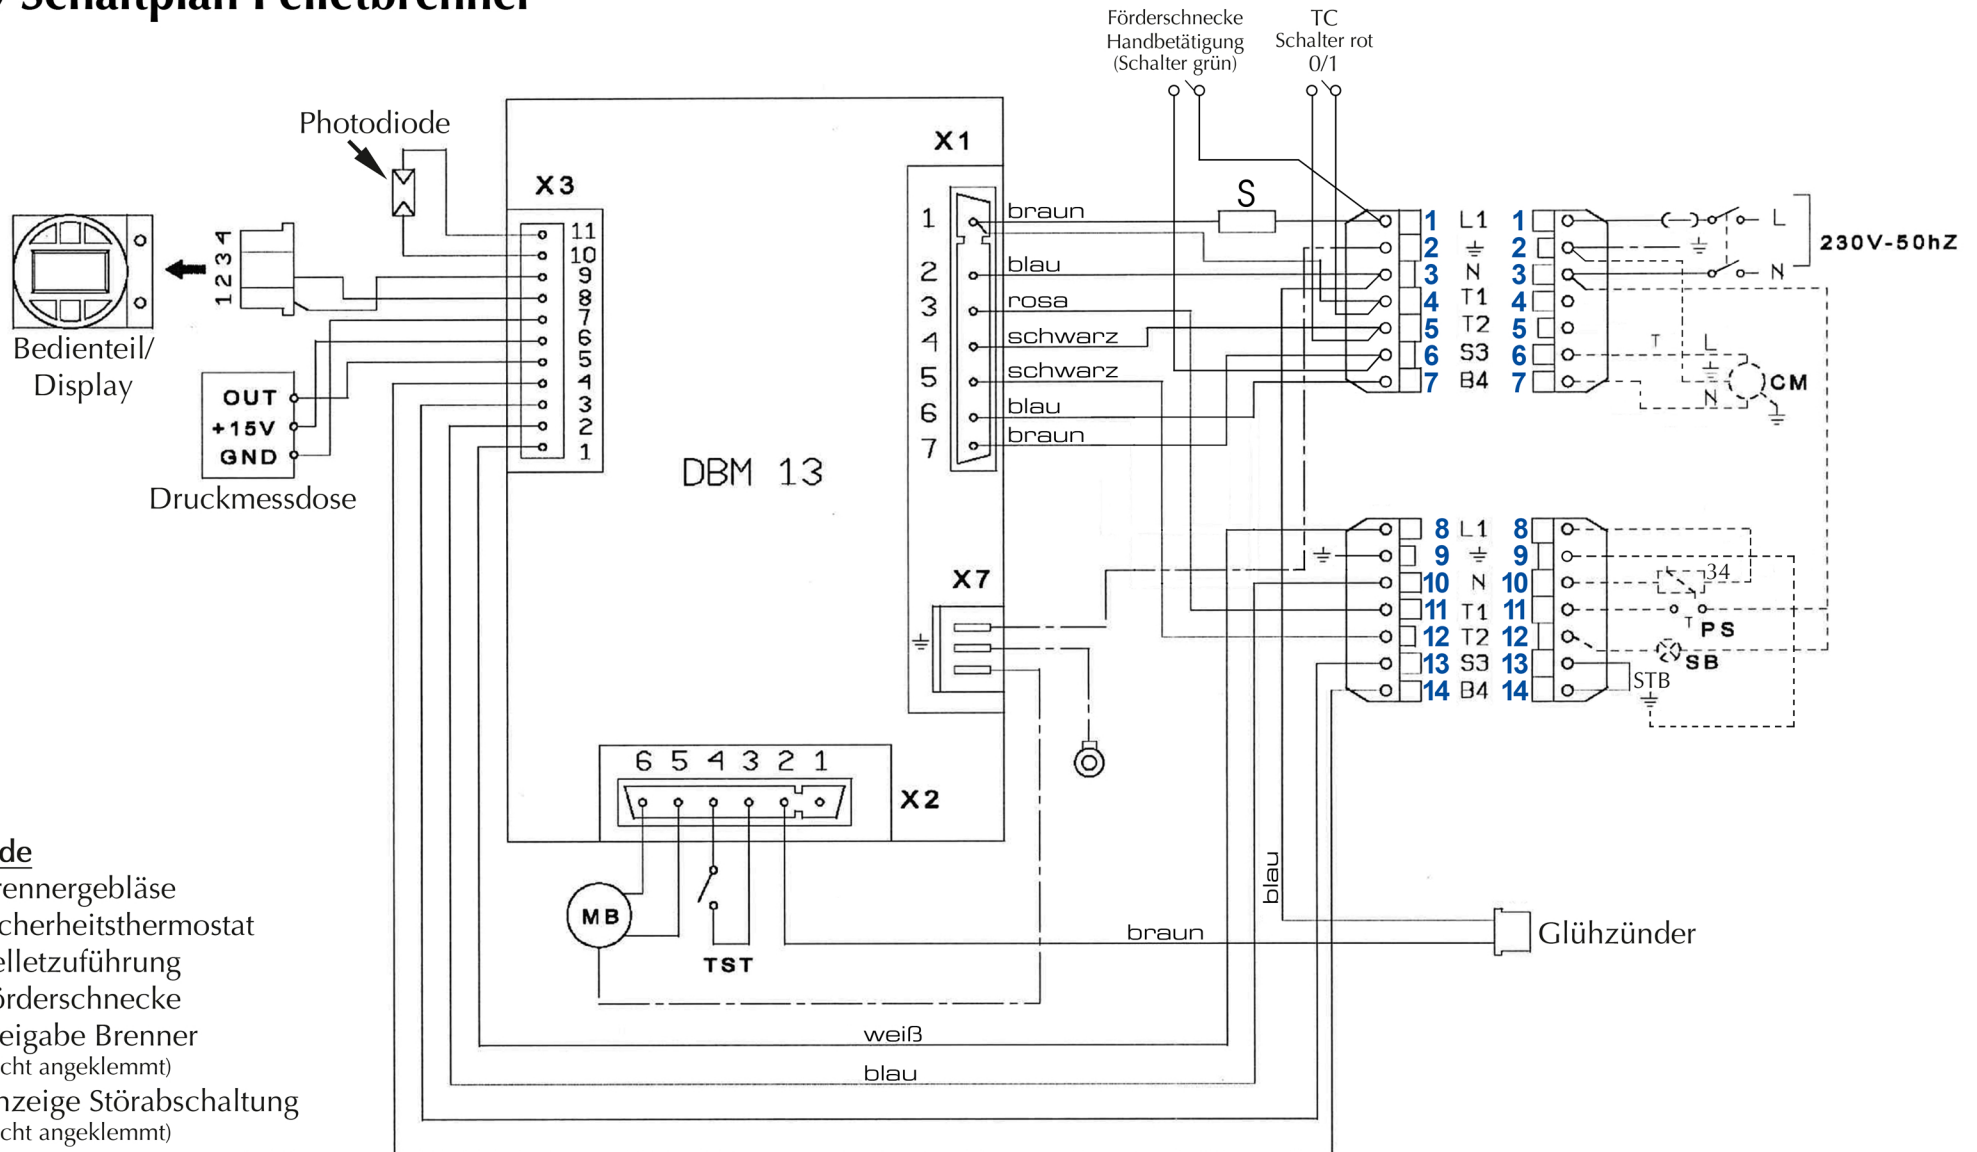 Schaltplan Pelletbrenner
Förderschnecke
Handbetätigung
(Schalter grün)
TC
Schalter rot
0/1
Photodiode
X3
X1
11
10
9
8
7
6
5
4
3
2
1
1 2 3 4
Bedienteil/
Display
OUT
+15V
GND
Druckmessdose
DBM 13
1 braun
2 blau
3 rosa
4 schwarz
5 schwarz
6 blau
7 braun
S
1 L1 1
2 2
3 N 3
4 T1 4
5 T2 5
6 S3 6
7 B4 7
L
N
230V-50hZ
T L
N
CM
8 L1 8
9 9
10 N 10
11 T1 11
12 T2 12
13 S3 13
14 B4 14
34
T PS
SB
STB
X7
6 5 4 3 2 1
X2
MB
TST
braun
blau
Glühzünder
weiß
blau
de
rennergebläse
cherheitsthermostat
elletzuführung
örderschnecke
eigabe Brenner
cht angeklemmt)
nzeige Störabschaltung
cht angeklemmt)